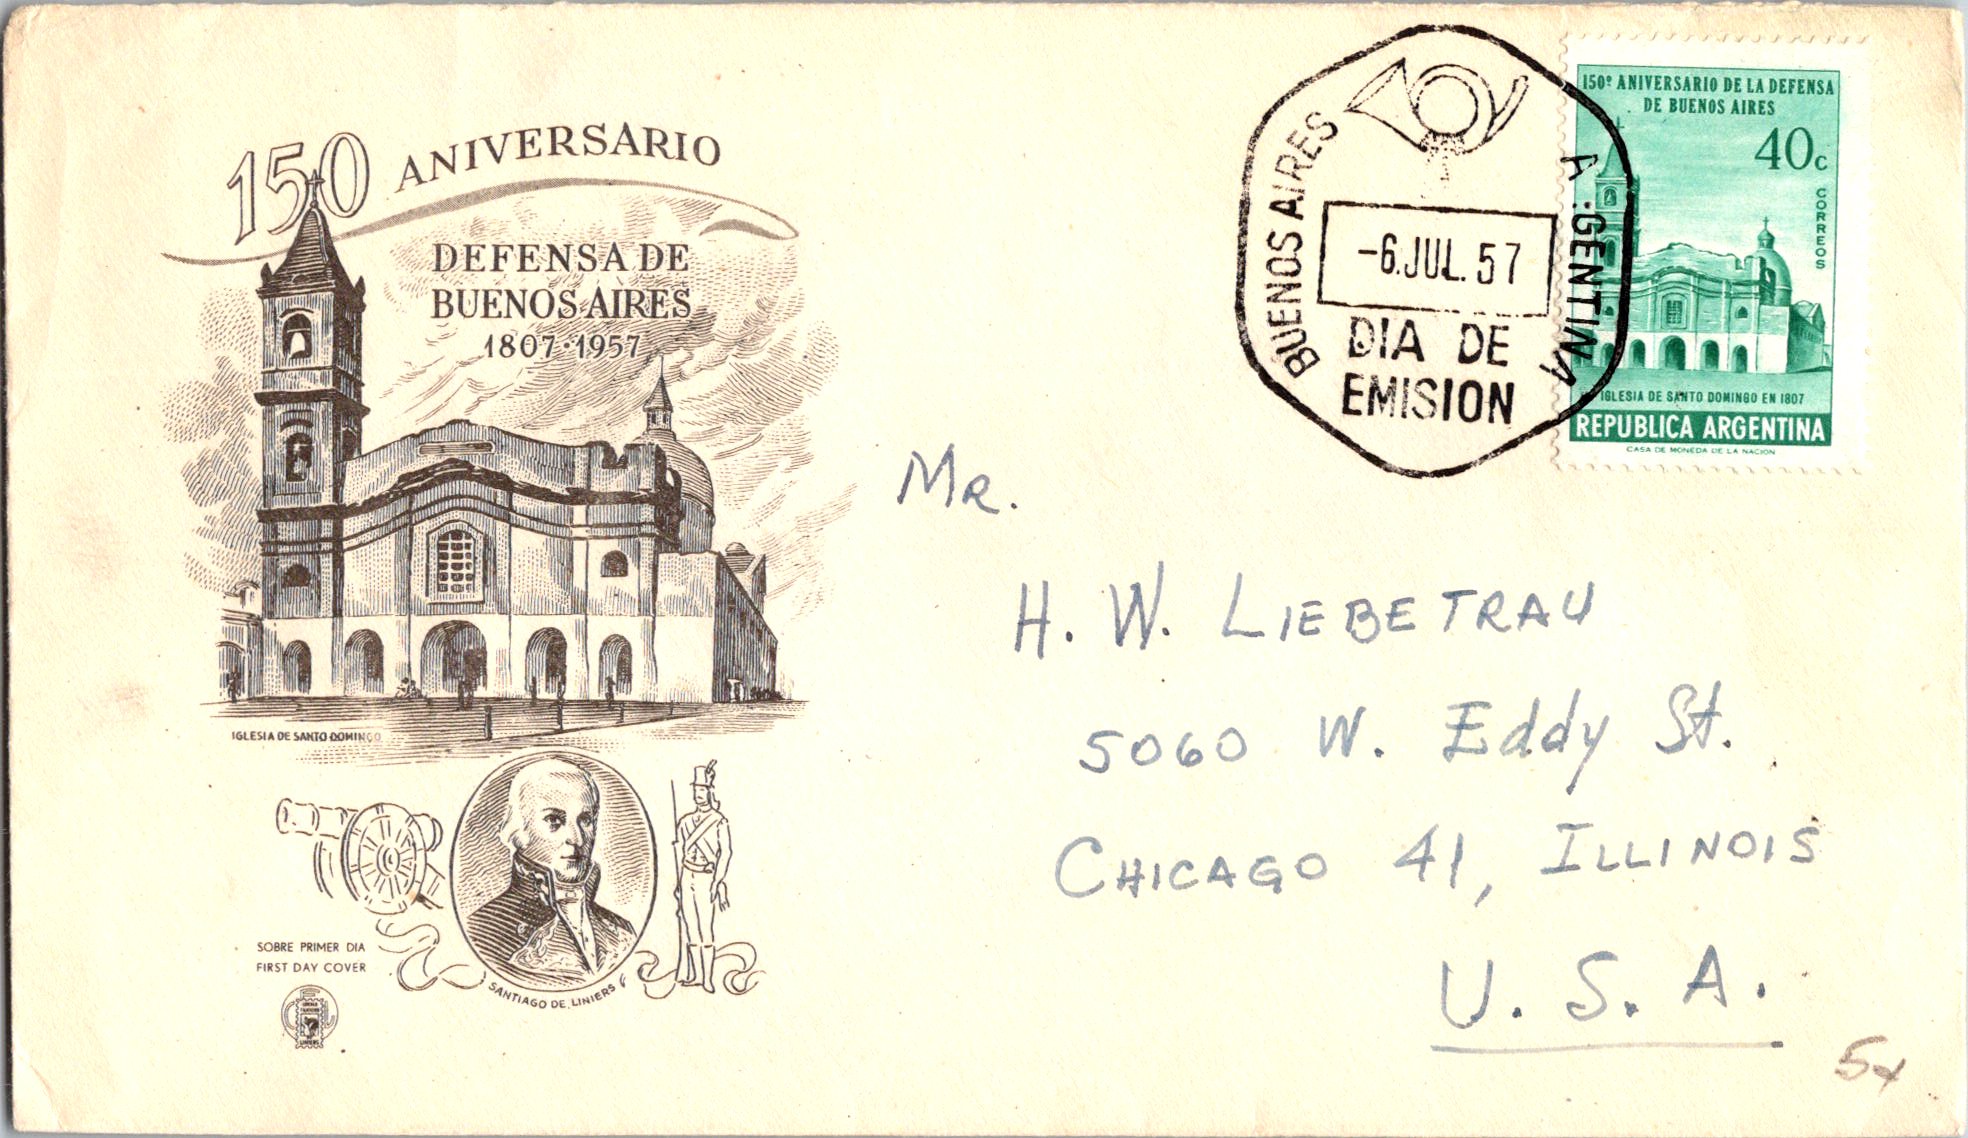 150 ANIVERSARIO
DEFENSA DE
BUENOS AIRES
1807·1957
IGLESIA DE SANTO DOMINGO
SANTIAGO DE LINIERS
SOBRE PRIMER DIA
FIRST DAY COVER
LINIERS
BUENOS AIRES
A GENTINA
-6.JUL.57
DIA DE
EMISION
150º ANIVERSARIO DE LA DEFENSA
DE BUENOS AIRES
40c
CORREOS
IGLESIA DE SANTO DOMINGO EN 1807
REPUBLICA ARGENTINA
CASA DE MONEDA DE LA NACION
MR.
H. W. LIEBETRAU
5060 W. Eddy St.
CHICAGO 41, ILLINOIS
U. S. A.